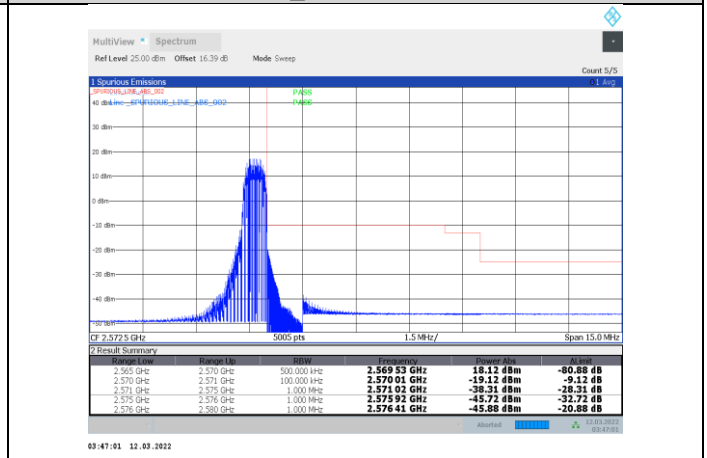 MultiView Spectrum
Ref Level 25.00 dBm Offset 16.39 dB Mode Sweep
Count 5/5
1 Spurious Emissions 1 Avg
_SPURIOUS_LINE_ABS_002 PASS
40 dBm Line _SPURIOUS_LINE_ABS_002 PASS
30 dBm
20 dBm
10 dBm
0 dBm
-10 dBm
-20 dBm
-30 dBm
-40 dBm
-50 dBm
CF 2.5725 GHz 5005 pts 1.5 MHz/ Span 15.0 MHz
2 Result Summary
Range Low Range Up RBW Frequency Power Abs ΔLimit
2.565 GHz 2.570 GHz 500.000 kHz 2.569 53 GHz 18.12 dBm -80.88 dB
2.570 GHz 2.571 GHz 100.000 kHz 2.570 01 GHz -19.12 dBm -9.12 dB
2.571 GHz 2.575 GHz 1.000 MHz 2.571 02 GHz -38.31 dBm -28.31 dB
2.575 GHz 2.576 GHz 1.000 MHz 2.575 92 GHz -45.72 dBm -32.72 dB
2.576 GHz 2.580 GHz 1.000 MHz 2.576 41 GHz -45.88 dBm -20.88 dB
Aborted 12.03.2022
03:47:01
03:47:01 12.03.2022